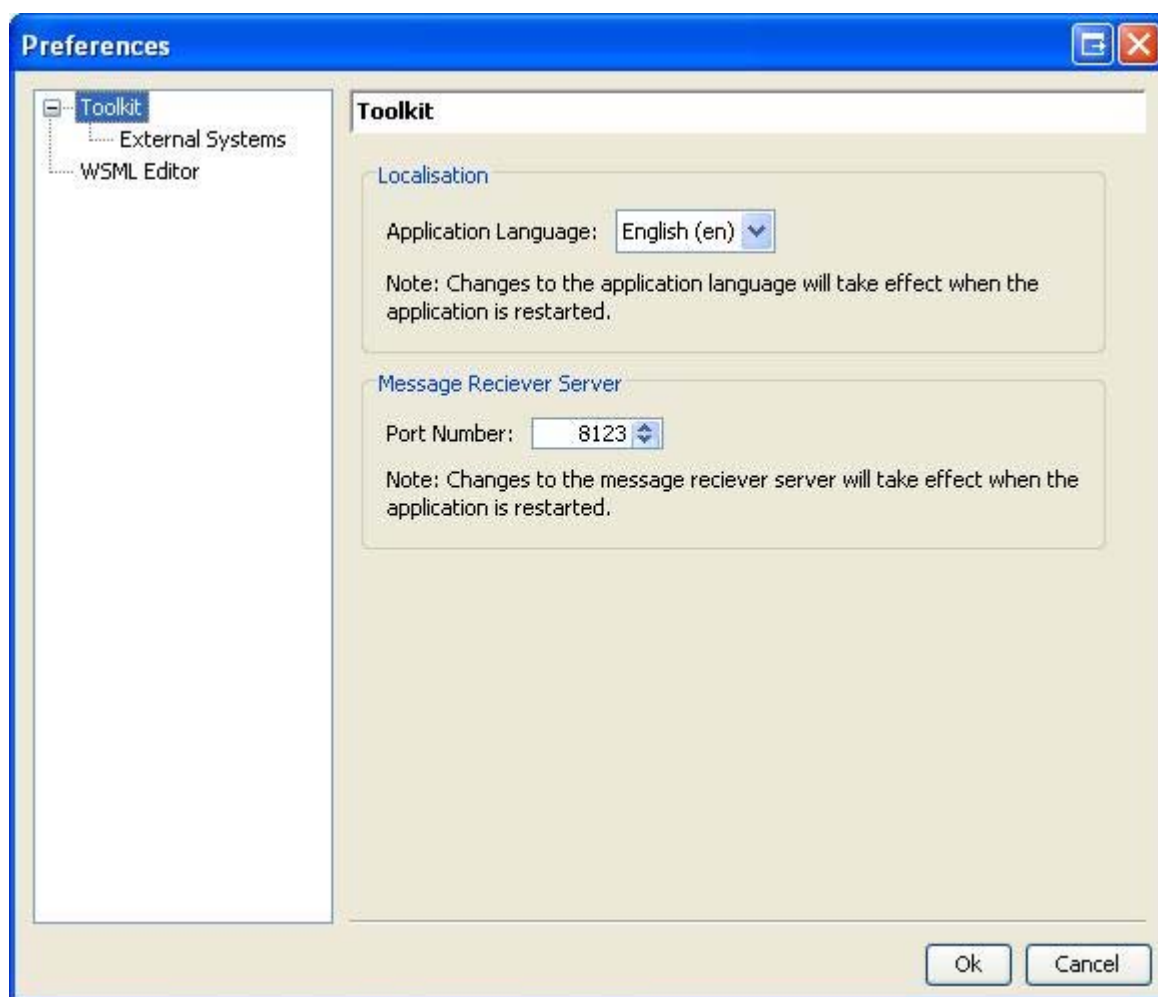 Preferences
Toolkit
External Systems
WSML Editor
Toolkit
Localisation
Application Language: English (en)
Note: Changes to the application language will take effect when the
application is restarted.
Message Reciever Server
Port Number: 8123
Note: Changes to the message reciever server will take effect when the
application is restarted.
Ok Cancel